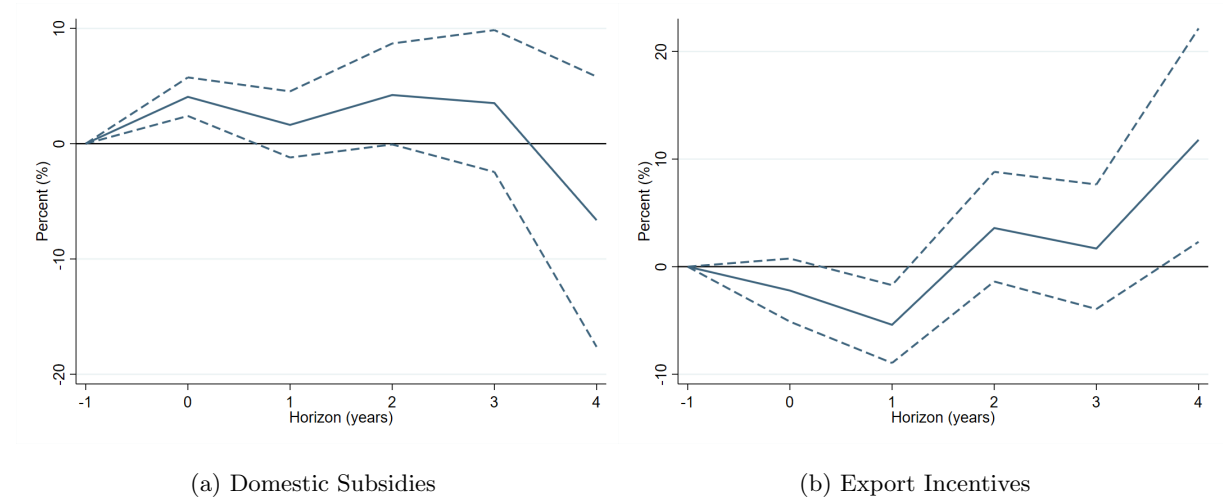 10
0
-10
-20
Percent (%)
-1 0 1 2 3 4
Horizon (years)
(a) Domestic Subsidies
20
10
0
-10
Percent (%)
-1 0 1 2 3 4
Horizon (years)
(b) Export Incentives